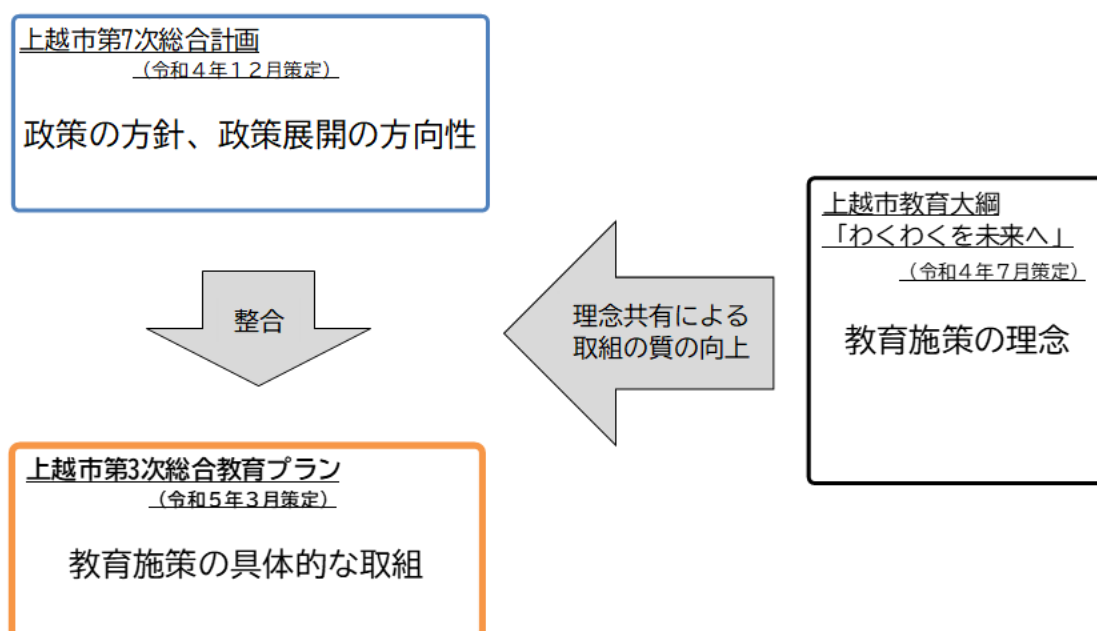 上越市第7次総合計画
（令和４年１２月策定）
政策の方針、政策展開の方向性
整合
上越市第3次総合教育プラン
（令和５年３月策定）
教育施策の具体的な取組
理念共有による
取組の質の向上
上越市教育大綱
「わくわくを未来へ」
（令和４年７月策定）
教育施策の理念